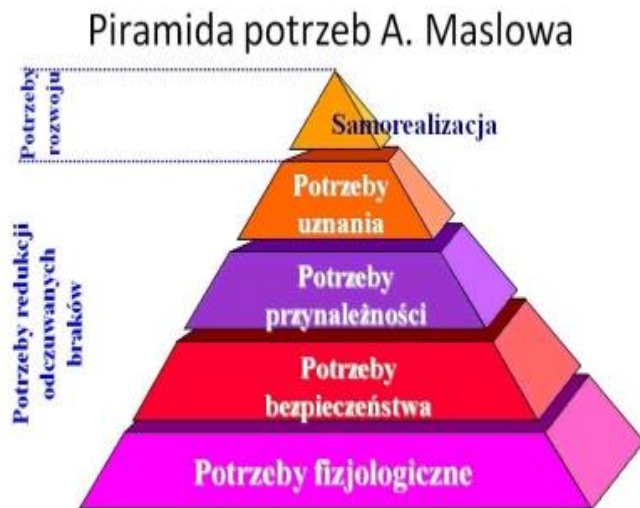 Piramida potrzeb A. Maslowa
Potrzeby
rozwoju
Samorealizacja
Potrzeby
uznania
Potrzeby redukcji
odczuwanych
braków
Potrzeby
przynależności
Potrzeby
bezpieczeństwa
Potrzeby fizjologiczne